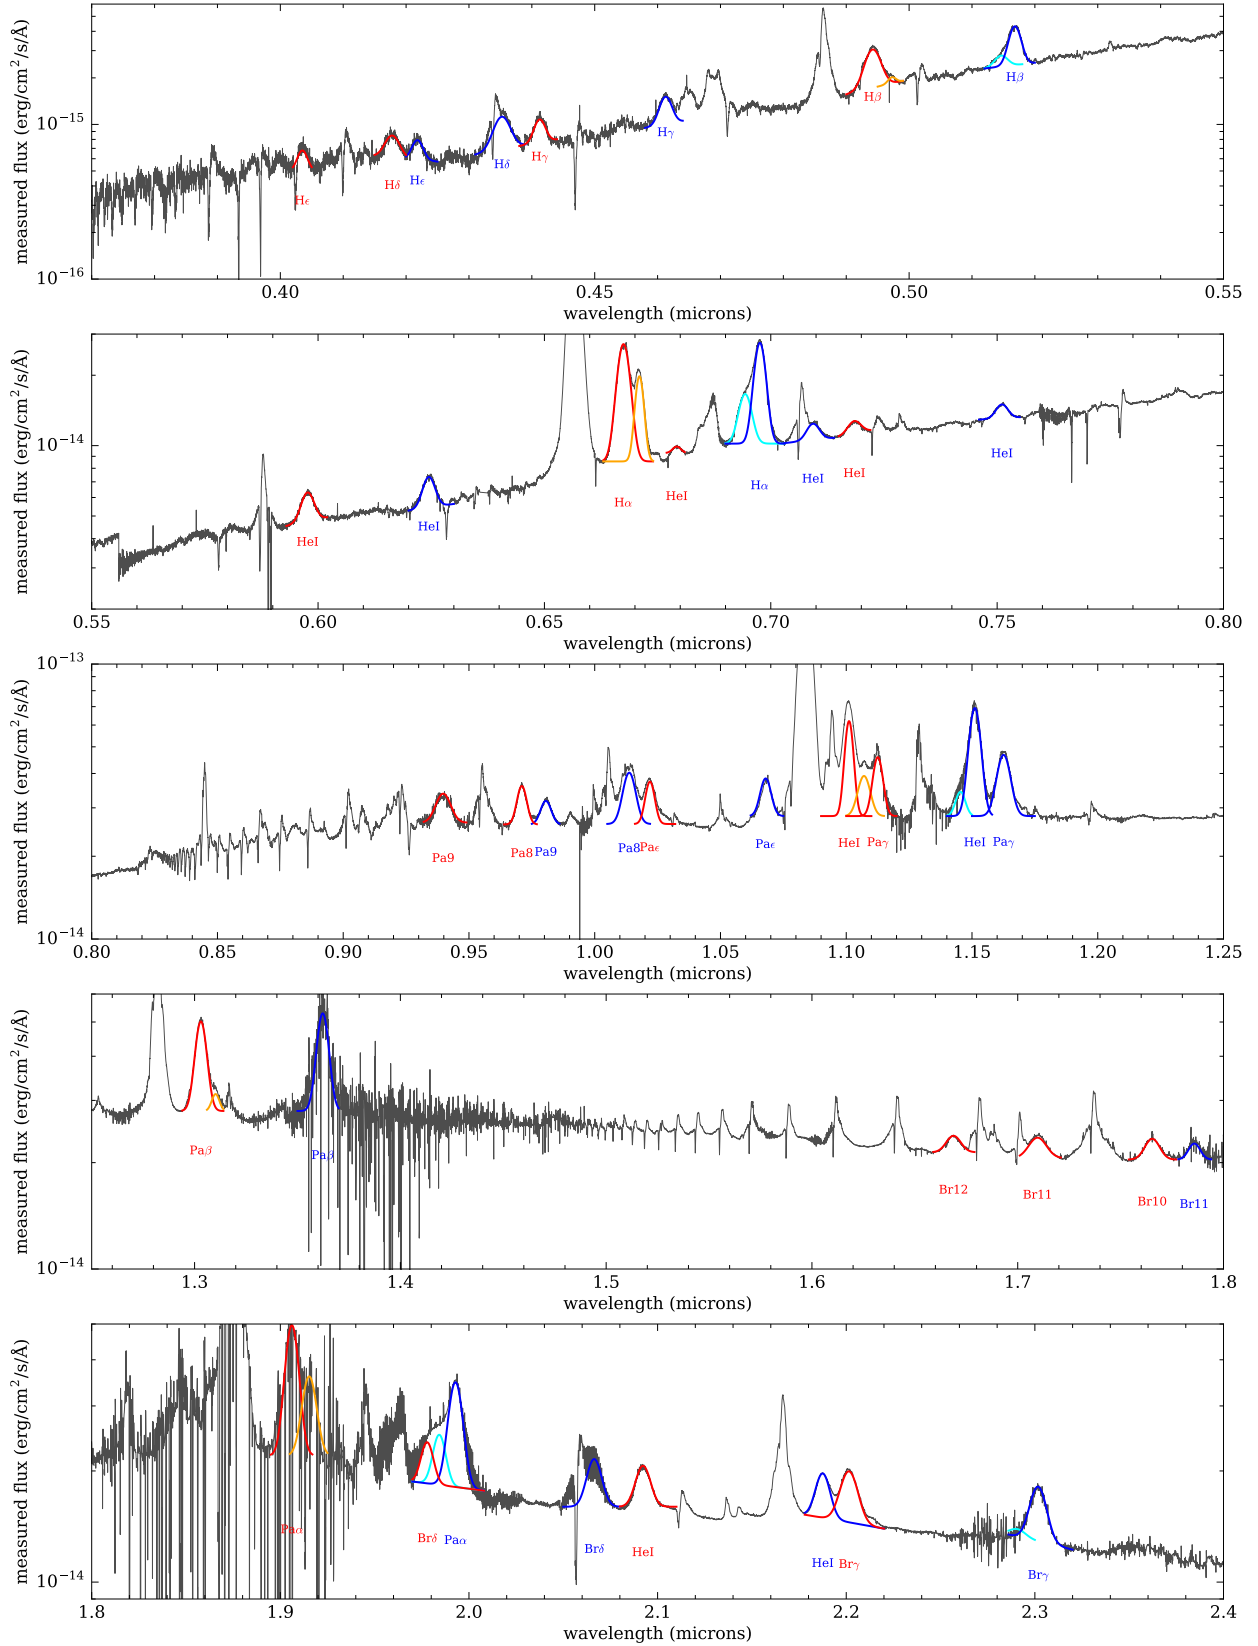 measured flux (erg/cm²/s/Å)
10⁻¹⁵
10⁻¹⁶
Hϵ Hδ Hϵ Hδ Hγ Hγ Hβ Hβ
0.40 0.45 0.50 0.55
wavelength (microns)
measured flux (erg/cm²/s/Å)
10⁻¹⁴
HeI HeI Hα HeI Hα HeI HeI HeI
0.55 0.60 0.65 0.70 0.75 0.80
wavelength (microns)
measured flux (erg/cm²/s/Å)
10⁻¹³
10⁻¹⁴
Pa9 Pa8 Pa9 Pa8 Paϵ Paϵ HeI Paγ HeI Paγ
0.80 0.85 0.90 0.95 1.00 1.05 1.10 1.15 1.20 1.25
wavelength (microns)
measured flux (erg/cm²/s/Å)
10⁻¹⁴
Paβ Paβ Br12 Br11 Br10 Br11
1.3 1.4 1.5 1.6 1.7 1.8
wavelength (microns)
measured flux (erg/cm²/s/Å)
10⁻¹⁴
Paα Brδ Paα Brδ HeI HeI Brγ Brγ
1.8 1.9 2.0 2.1 2.2 2.3 2.4
wavelength (microns)